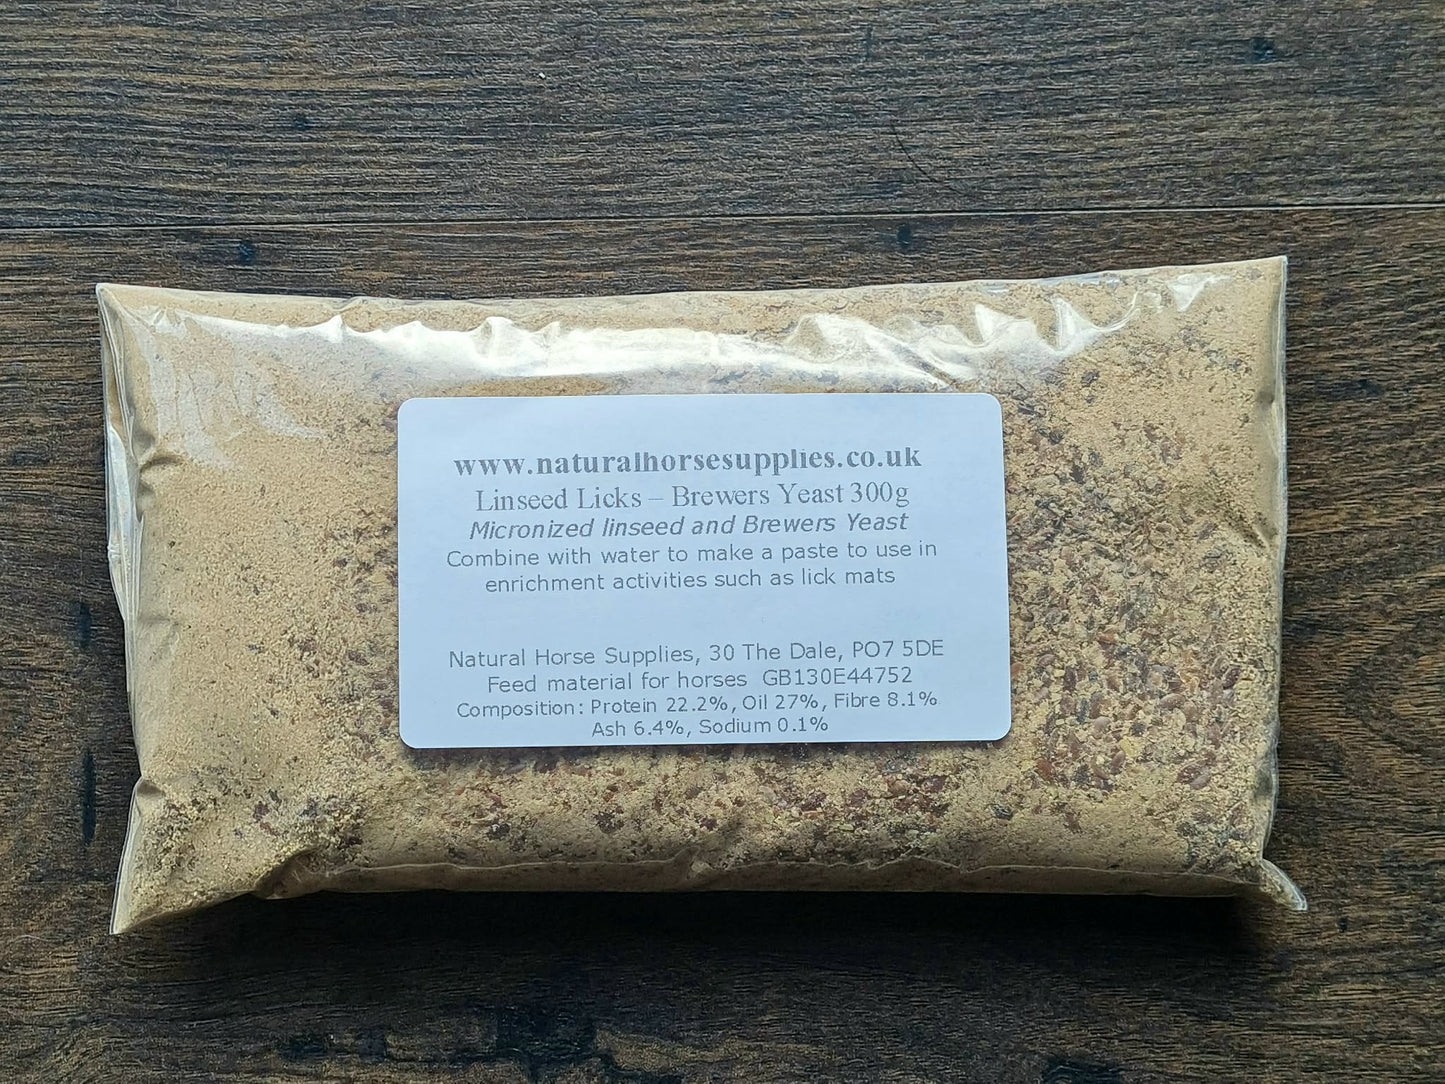 www.naturalhorsesupplies.co.uk
Linseed Licks – Brewers Yeast 300g
Micronized linseed and Brewers Yeast
Combine with water to make a paste to use in
enrichment activities such as lick mats
Natural Horse Supplies, 30 The Dale, PO7 5DE
Feed material for horses GB130E44752
Composition: Protein 22.2%, Oil 27%, Fibre 8.1%
Ash 6.4%, Sodium 0.1%